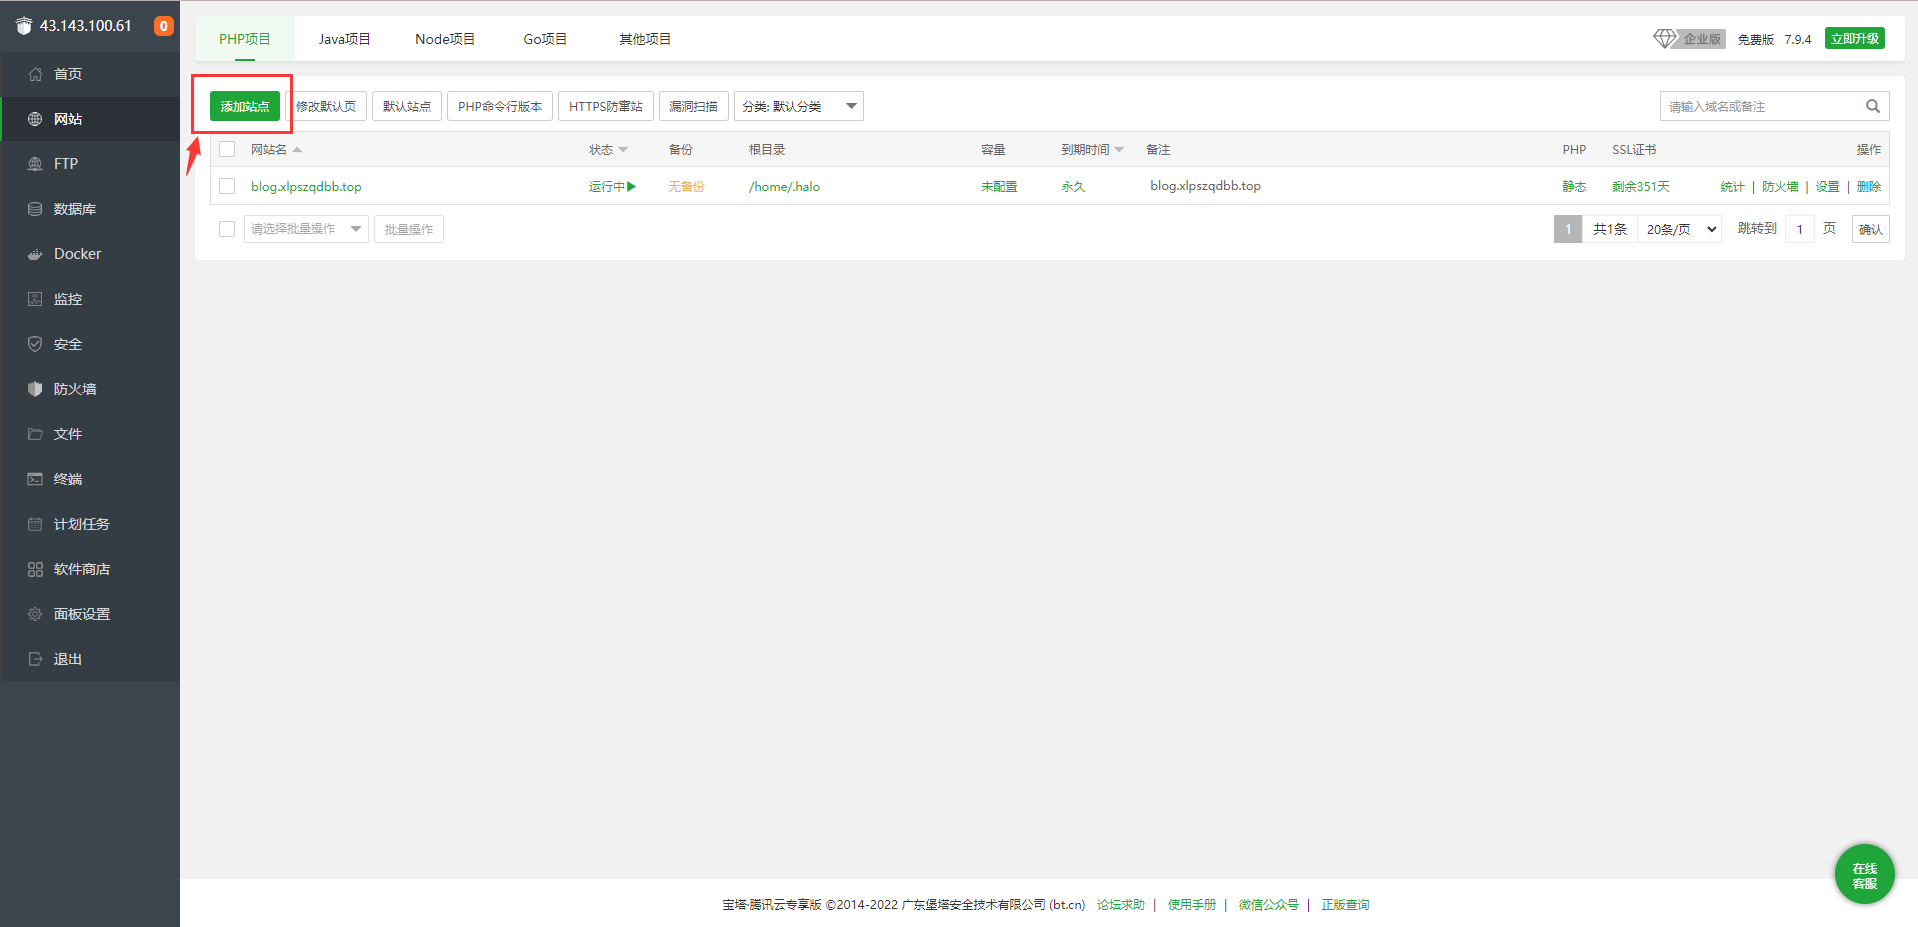 43.143.100.61 0
首页
网站
FTP
数据库
Docker
监控
安全
防火墙
文件
终端
计划任务
软件商店
面板设置
退出
PHP项目 Java项目 Node项目 Go项目 其他项目
企业版 免费版 7.9.4 立即升级
添加站点 修改默认页 默认站点 PHP命令行版本 HTTPS防窜站 漏洞扫描 分类: 默认分类 请输入域名或备注
网站名 状态 备份 根目录 容量 到期时间 备注 PHP SSL证书 操作
blog.xlpszqdbb.top 运行中 无备份 /home/.halo 未配置 永久 blog.xlpszqdbb.top 静态 剩余351天 统计 | 防火墙 | 设置 | 删除
请选择批量操作 批量操作 1 共1条 20条/页 跳转到 1 页 确认
在线
客服
宝塔·腾讯云专享版 ©2014-2022 广东堡塔安全技术有限公司 (bt.cn) 论坛求助 | 使用手册 | 微信公众号 | 正版查询